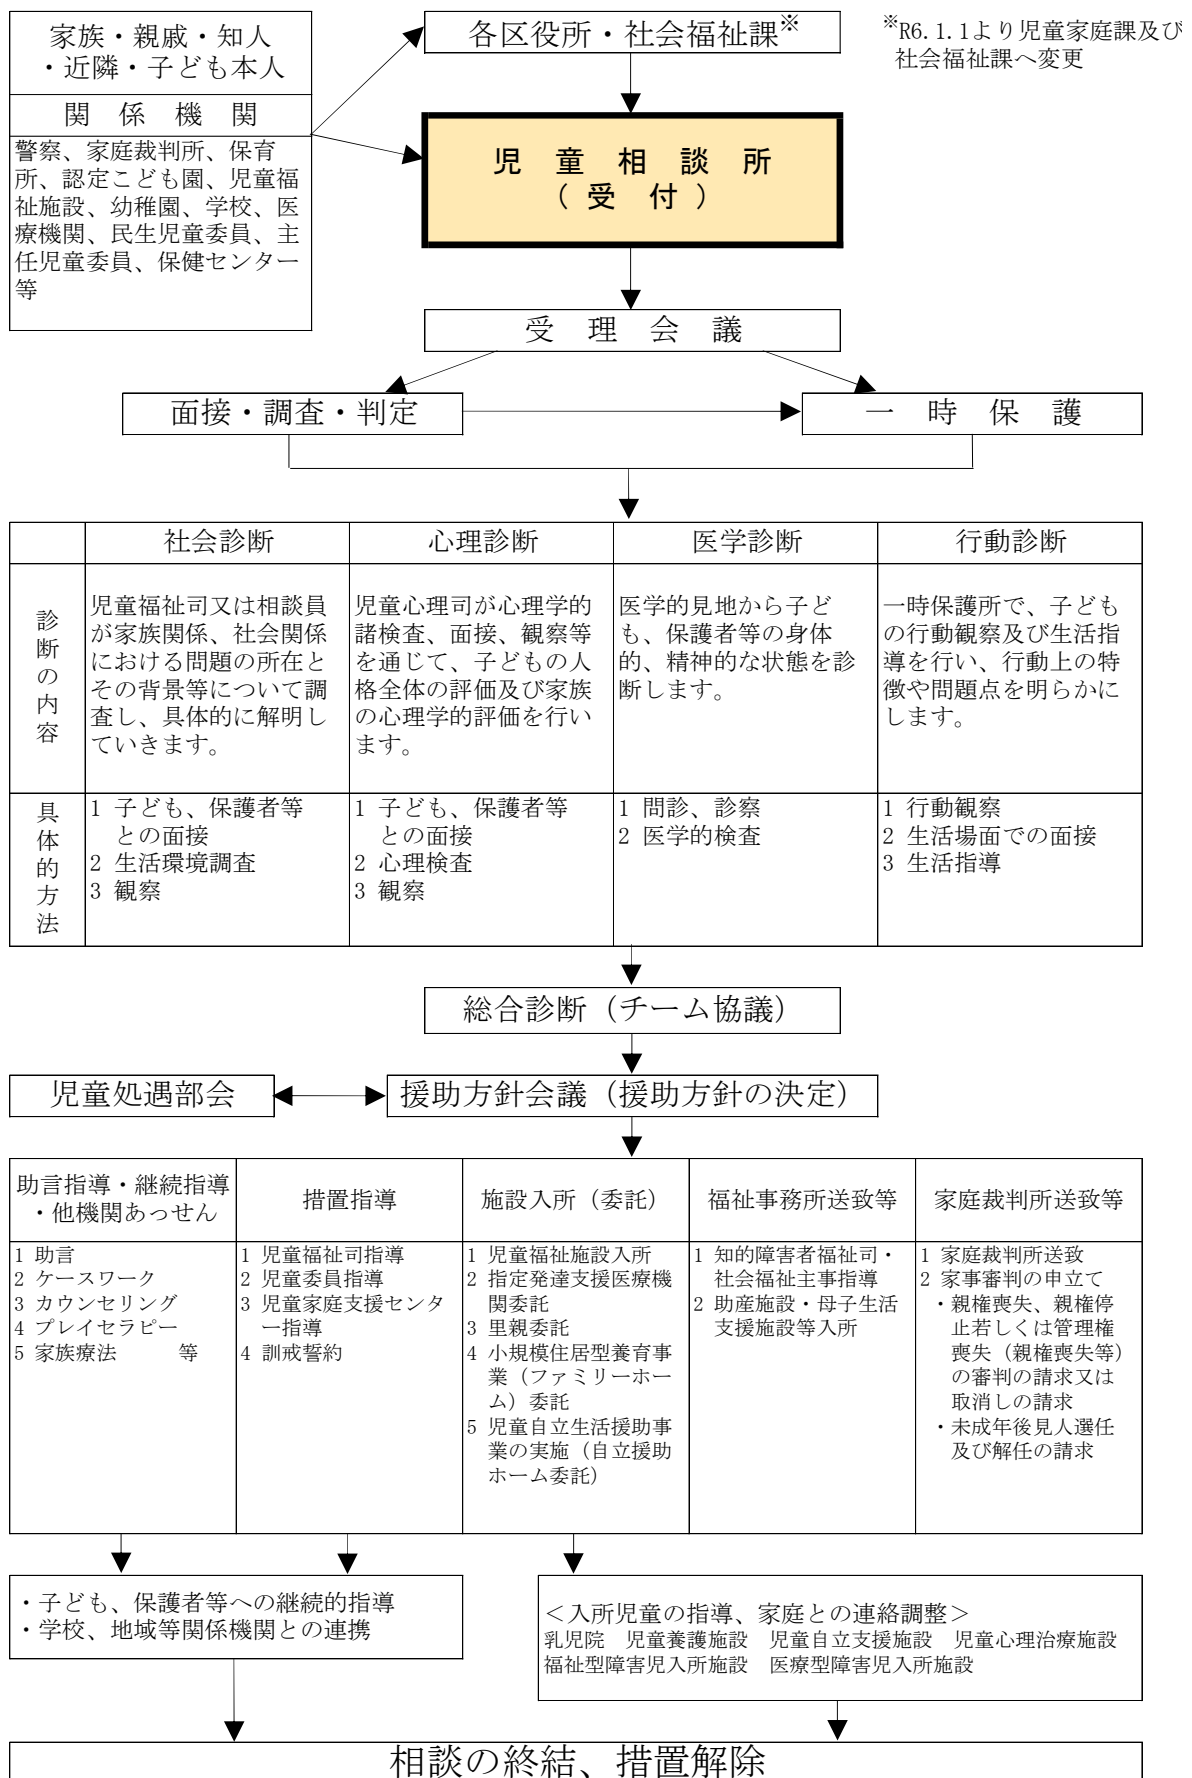 家族・親戚・知人
・近隣・子ども本人
関係機関
警察、家庭裁判所、保育
所、認定こども園、児童福
祉施設、幼稚園、学校、医
療機関、民生児童委員、主
任児童委員、保健センター
等
各区役所・社会福祉課※
※R6.1.1より児童家庭課及び
社会福祉課へ変更
児童相談所
(受付)
受理会議
面接・調査・判定
一時保護
社会診断
心理診断
医学診断
行動診断
診断の内容
児童福祉司又は相談員
が家族関係、社会関係
における問題の所在と
その背景等について調
査し、具体的に解明し
ていきます。
児童心理司が心理学的
諸検査、面接、観察等
を通じて、子どもの人
格全体の評価及び家族
の心理学的評価を行い
ます。
医学的見地から子ど
も、保護者等の身体
的、精神的な状態を診
断します。
一時保護所で、子ども
の行動観察及び生活指
導を行い、行動上の特
徴や問題点を明らかに
します。
具体的方法
1 子ども、保護者等
との面接
2 生活環境調査
3 観察
1 子ども、保護者等
との面接
2 心理検査
3 観察
1 問診、診察
2 医学的検査
1 行動観察
2 生活場面での面接
3 生活指導
総合診断（チーム協議）
児童処遇部会
援助方針会議（援助方針の決定）
助言指導・継続指導
・他機関あっせん
措置指導
施設入所（委託）
福祉事務所送致等
家庭裁判所送致等
1 助言
2 ケースワーク
3 カウンセリング
4 プレイセラピー
5 家族療法 等
1 児童福祉司指導
2 児童委員指導
3 児童家庭支援センタ
ー指導
4 訓戒誓約
1 児童福祉施設入所
2 指定発達支援医療機
関委託
3 里親委託
4 小規模住居型養育事
業（ファミリーホー
ム）委託
5 児童自立生活援助事
業の実施（自立援助
ホーム委託）
1 知的障害者福祉司・
社会福祉主事指導
2 助産施設・母子生活
支援施設等入所
1 家庭裁判所送致
2 家事審判の申立て
・親権喪失、親権停
止若しくは管理権
喪失（親権喪失等）
の審判の請求又は
取消しの請求
・未成年後見人選任
及び解任の請求
・子ども、保護者等への継続的指導
・学校、地域等関係機関との連携
＜入所児童の指導、家庭との連絡調整＞
乳児院 児童養護施設 児童自立支援施設 児童心理治療施設
福祉型障害児入所施設 医療型障害児入所施設
相談の終結、措置解除